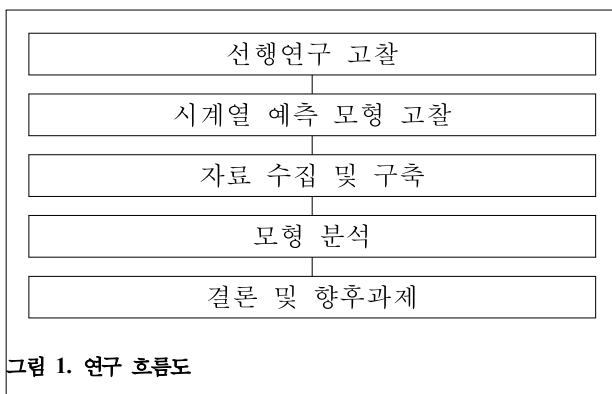 선행연구 고찰
시계열 예측 모형 고찰
자료 수집 및 구축
모형 분석
결론 및 향후과제
그림 1. 연구 흐름도